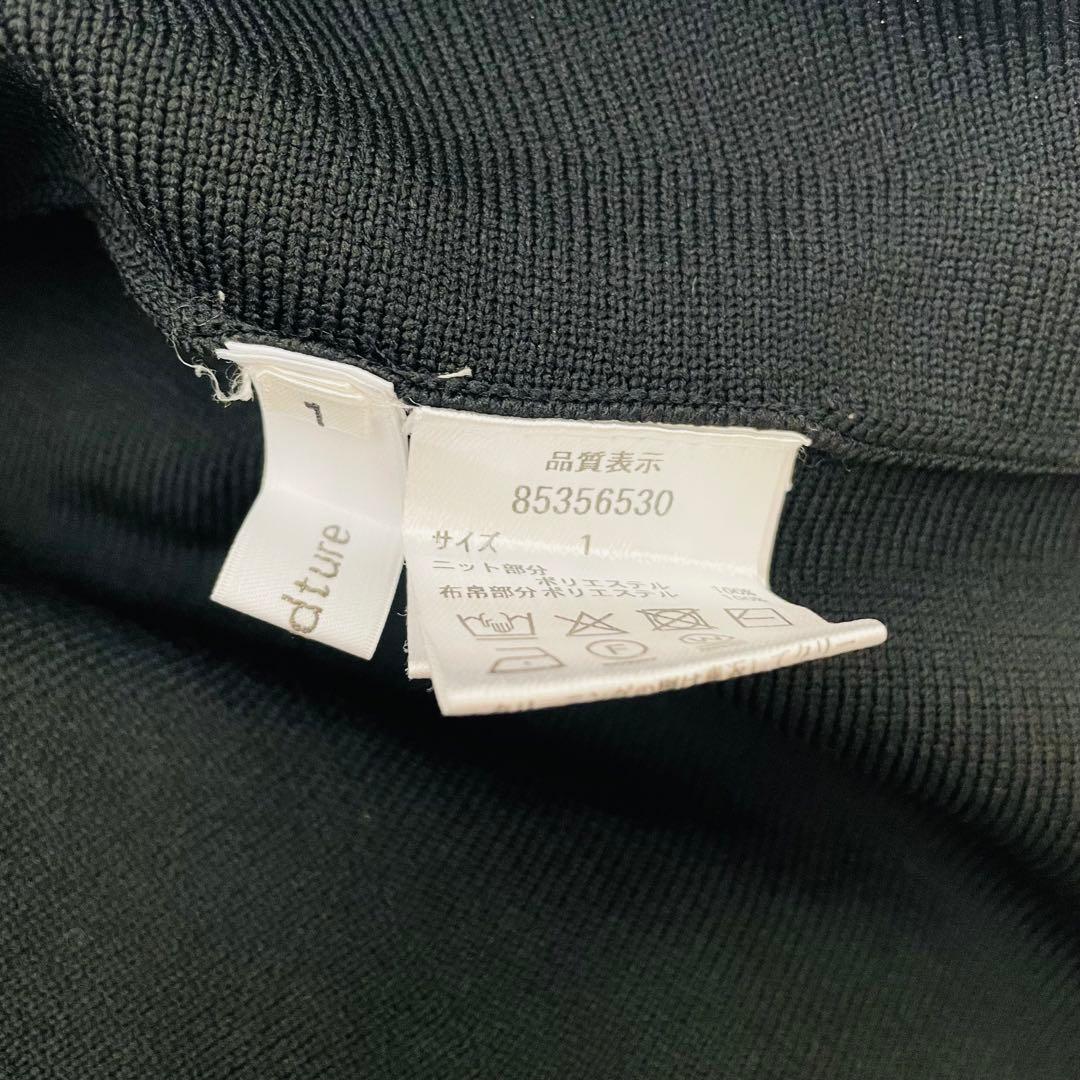 1
dture
品質表示
85356530
サイズ 1
ニット部分
ポリエステル 100%
布帛部分 ポリエステル 100%
F